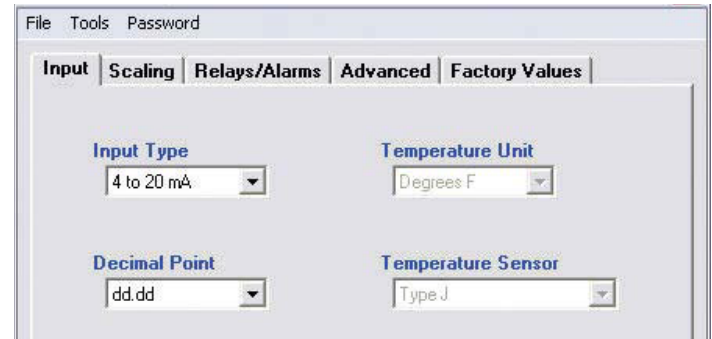 File Tools Password
Input Scaling Relays/Alarms Advanced Factory Values
Input Type Temperature Unit
4 to 20 mA Degrees F
Decimal Point Temperature Sensor
dd.dd Type J